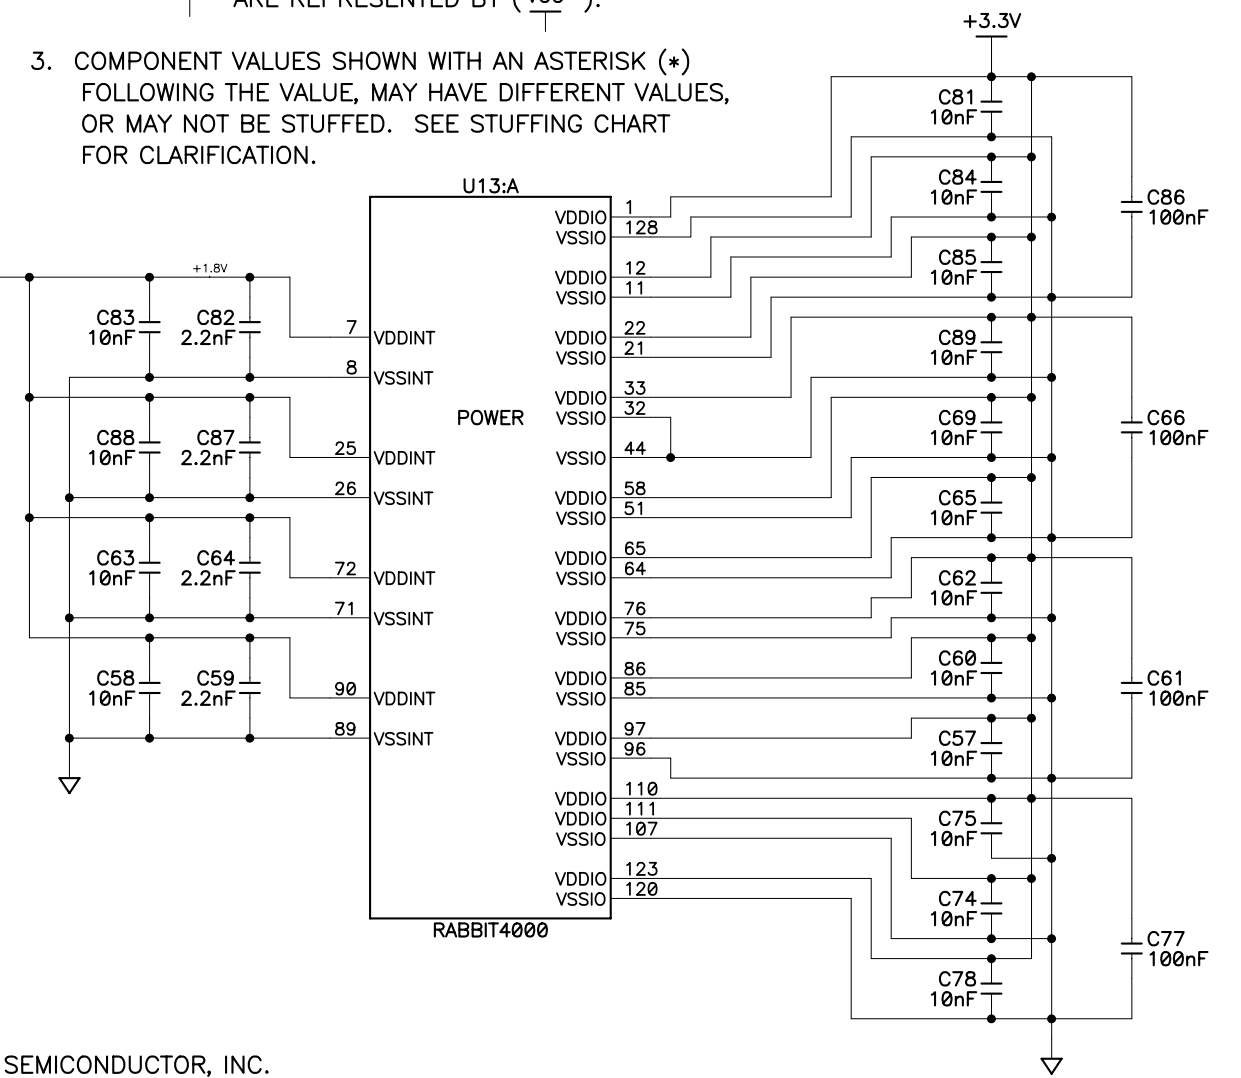 ARE REPRESENTED BY ( ).
3. COMPONENT VALUES SHOWN WITH AN ASTERISK (*)
FOLLOWING THE VALUE, MAY HAVE DIFFERENT VALUES,
OR MAY NOT BE STUFFED. SEE STUFFING CHART
FOR CLARIFICATION.
+3.3V
U13:A
+1.8V
C83
10nF
C82
2.2nF
7 VDDINT
8 VSSINT
C88
10nF
C87
2.2nF
25 VDDINT
26 VSSINT
C63
10nF
C64
2.2nF
72 VDDINT
71 VSSINT
C58
10nF
C59
2.2nF
90 VDDINT
89 VSSINT
POWER
VDDIO 1
VSSIO 128
VDDIO 12
VSSIO 11
VDDIO 22
VSSIO 21
VDDIO 33
VSSIO 32
VSSIO 44
VDDIO 58
VSSIO 51
VDDIO 65
VSSIO 64
VDDIO 76
VSSIO 75
VDDIO 86
VSSIO 85
VDDIO 97
VSSIO 96
VDDIO 110
VDDIO 111
VSSIO 107
VDDIO 123
VSSIO 120
RABBIT4000
C81
10nF
C84
10nF
C85
10nF
C89
10nF
C69
10nF
C65
10nF
C62
10nF
C60
10nF
C57
10nF
C75
10nF
C74
10nF
C78
10nF
C86
100nF
C66
100nF
C61
100nF
C77
100nF
SEMICONDUCTOR, INC.